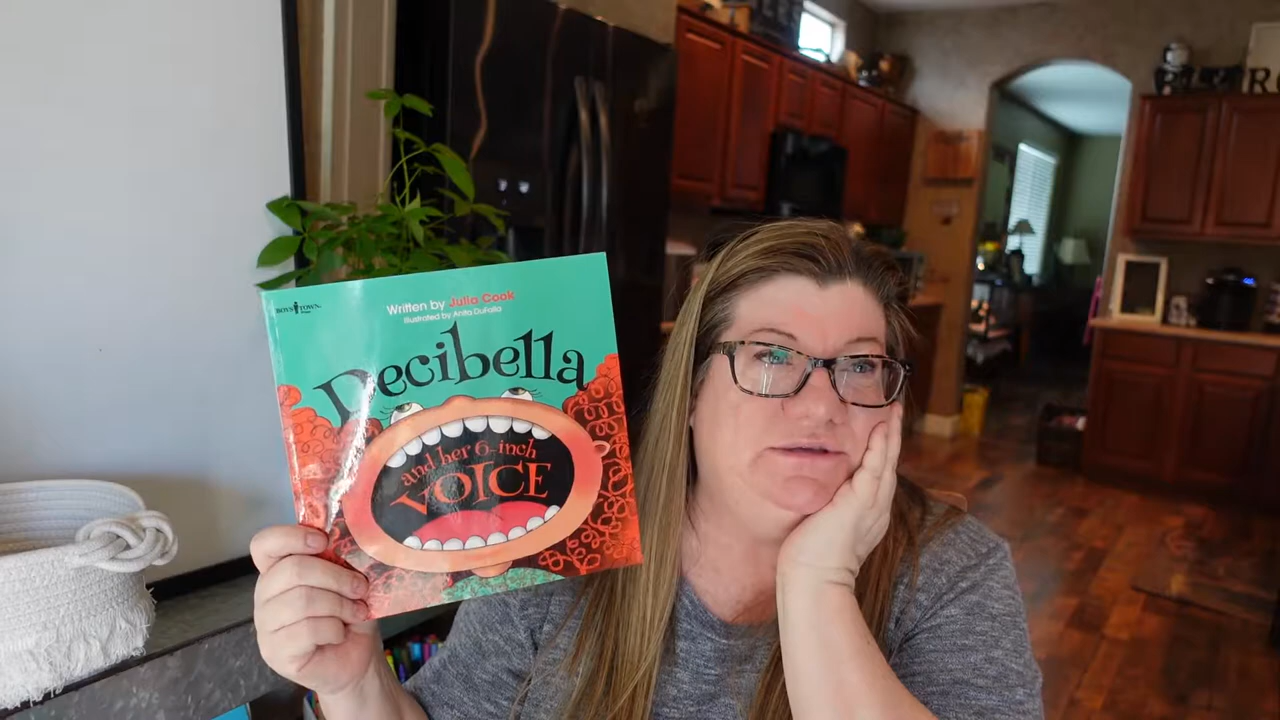 BOYS TOWN
Written by Julia Cook
Illustrated by Anita DuFalla
Decibella
and her 6-inch
VOICE